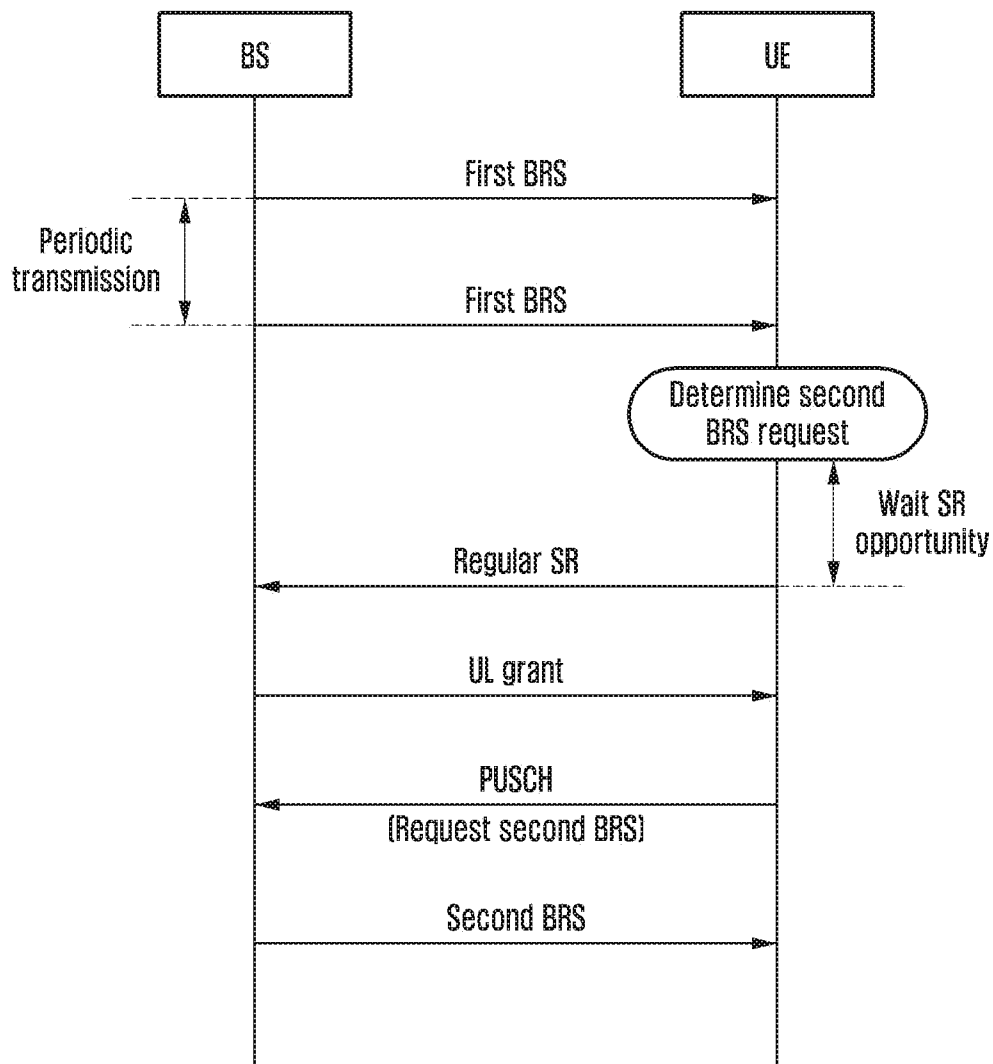 BS
UE
First BRS
Periodic
transmission
First BRS
Determine second
BRS request
Wait SR
opportunity
Regular SR
UL grant
PUSCH
(Request second BRS)
Second BRS